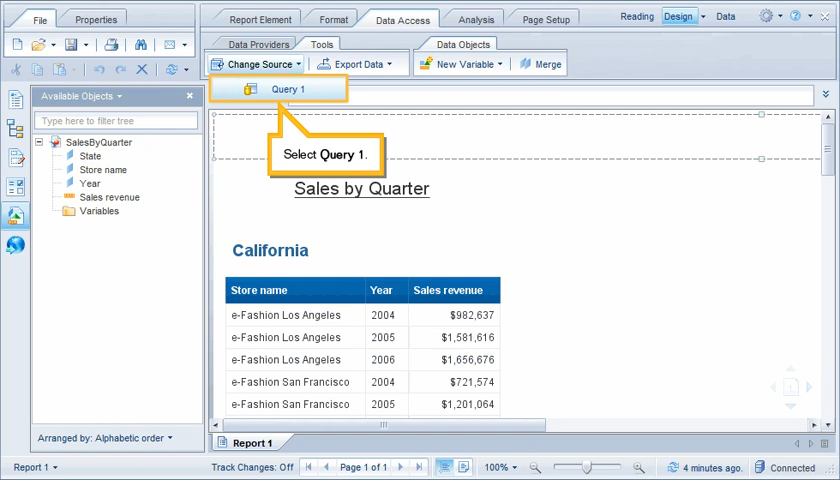 File Properties Report Element Format Data Access Analysis Page Setup Reading Design Data
Data Providers Tools Data Objects
Change Source Export Data New Variable Merge
Query 1
Available Objects
Type here to filter tree
SalesByQuarter
State
Store name
Year
Sales revenue
Variables
Select Query 1.
Sales by Quarter
California
Store name Year Sales revenue
e-Fashion Los Angeles 2004 $982,637
e-Fashion Los Angeles 2005 $1,581,616
e-Fashion Los Angeles 2006 $1,656,676
e-Fashion San Francisco 2004 $721,574
e-Fashion San Francisco 2005 $1,201,064
1
Arranged by: Alphabetic order
Report 1
Report 1 Track Changes: Off Page 1 of 1 100% 4 minutes ago. Connected